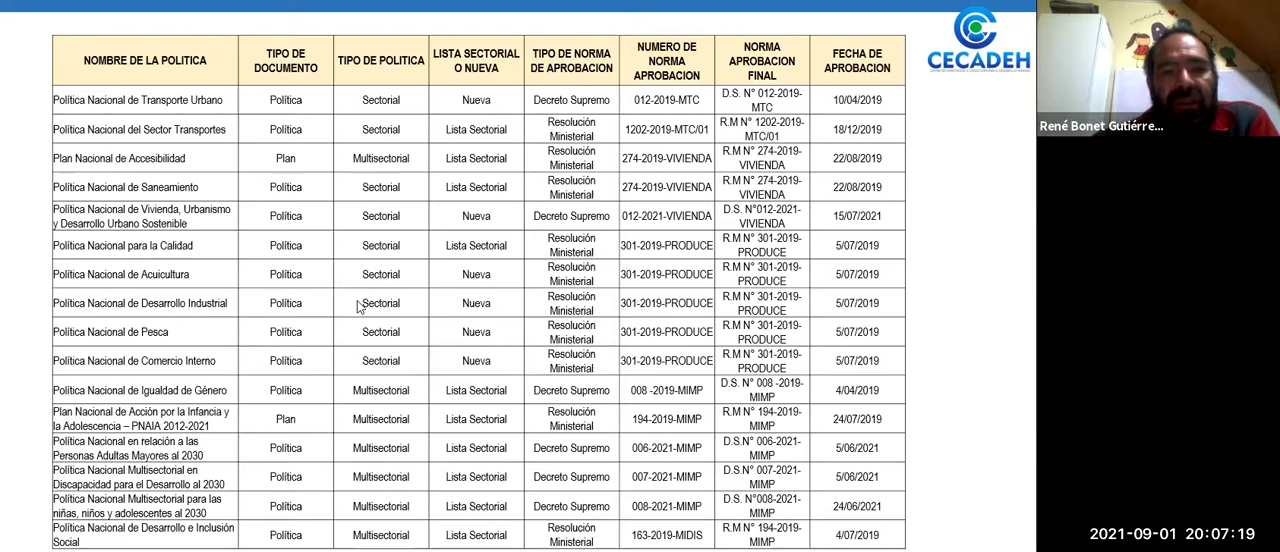 CECADEH
NOMBRE DE LA POLITICA TIPO DE DOCUMENTO TIPO DE POLITICA LISTA SECTORIAL O NUEVA TIPO DE NORMA DE APROBACION NUMERO DE NORMA APROBACION NORMA APROBACION FINAL FECHA DE APROBACION
Política Nacional de Transporte Urbano Política Sectorial Nueva Decreto Supremo 012-2019-MTC D.S. N° 012-2019-MTC 10/04/2019
Política Nacional del Sector Transportes Política Sectorial Lista Sectorial Resolución Ministerial 1202-2019-MTC/01 R.M N° 1202-2019-MTC/01 18/12/2019
Plan Nacional de Accesibilidad Plan Multisectorial Lista Sectorial Resolución Ministerial 274-2019-VIVIENDA R.M N° 274-2019-VIVIENDA 22/08/2019
Política Nacional de Saneamiento Política Sectorial Lista Sectorial Resolución Ministerial 274-2019-VIVIENDA R.M N° 274-2019-VIVIENDA 22/08/2019
Política Nacional de Vivienda, Urbanismo y Desarrollo Urbano Sostenible Política Sectorial Nueva Decreto Supremo 012-2021-VIVIENDA D.S. N°012-2021-VIVIENDA 15/07/2021
Política Nacional para la Calidad Política Sectorial Lista Sectorial Resolución Ministerial 301-2019-PRODUCE R.M N° 301-2019-PRODUCE 5/07/2019
Política Nacional de Acuicultura Política Sectorial Nueva Resolución Ministerial 301-2019-PRODUCE R.M N° 301-2019-PRODUCE 5/07/2019
Política Nacional de Desarrollo Industrial Política Sectorial Nueva Resolución Ministerial 301-2019-PRODUCE R.M N° 301-2019-PRODUCE 5/07/2019
Política Nacional de Pesca Política Sectorial Nueva Resolución Ministerial 301-2019-PRODUCE R.M N° 301-2019-PRODUCE 5/07/2019
Política Nacional de Comercio Interno Política Sectorial Nueva Resolución Ministerial 301-2019-PRODUCE R.M N° 301-2019-PRODUCE 5/07/2019
Política Nacional de Igualdad de Género Política Multisectorial Lista Sectorial Decreto Supremo 008 -2019-MIMP D.S. N° 008 -2019-MIMP 4/04/2019
Plan Nacional de Acción por la Infancia y la Adolescencia – PNAIA 2012-2021 Plan Multisectorial Lista Sectorial Resolución Ministerial 194-2019-MIMP R.M N° 194-2019-MIMP 24/07/2019
Política Nacional en relación a las Personas Adultas Mayores al 2030 Política Multisectorial Lista Sectorial Decreto Supremo 006-2021-MIMP D.S.N° 006-2021-MIMP 5/06/2021
Política Nacional Multisectorial en Discapacidad para el Desarrollo al 2030 Política Multisectorial Lista Sectorial Decreto Supremo 007-2021-MIMP D.S.N° 007-2021-MIMP 5/06/2021
Política Nacional Multisectorial para las niñas, niños y adolescentes al 2030 Política Multisectorial Lista Sectorial Decreto Supremo 008-2021-MIMP D.S. N°008-2021-MIMP 24/06/2021
Política Nacional de Desarrollo e Inclusión Social Política Multisectorial Lista Sectorial Resolución Ministerial 163-2019-MIDIS R.M N° 194-2019-MIMP 4/07/2019
René Bonet Gutiérre...
2021-09-01 20:07:19